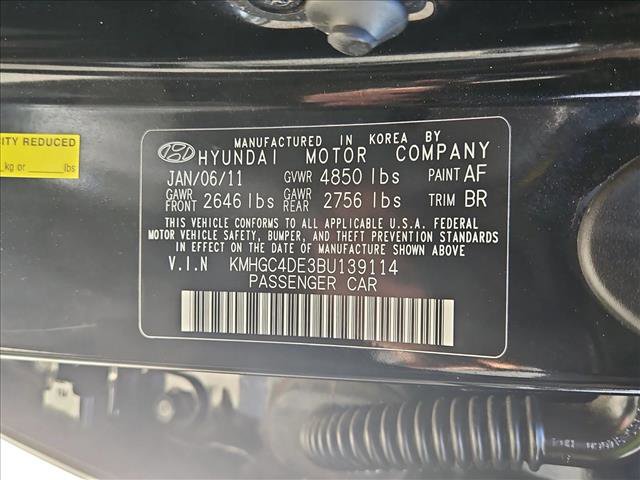 CITY REDUCED
kg or lbs
MANUFACTURED IN KOREA BY
HYUNDAI MOTOR COMPANY
JAN/06/11 GVWR 4850 lbs PAINT AF
GAWR FRONT 2646 lbs GAWR REAR 2756 lbs TRIM BR
THIS VEHICLE CONFORMS TO ALL APPLICABLE U.S.A. FEDERAL
MOTOR VEHICLE SAFETY, BUMPER, AND THEFT PREVENTION STANDARDS
IN EFFECT ON THE DATE OF MANUFACTURE SHOWN ABOVE
V.I.N KMHGC4DE3BU139114
PASSENGER CAR